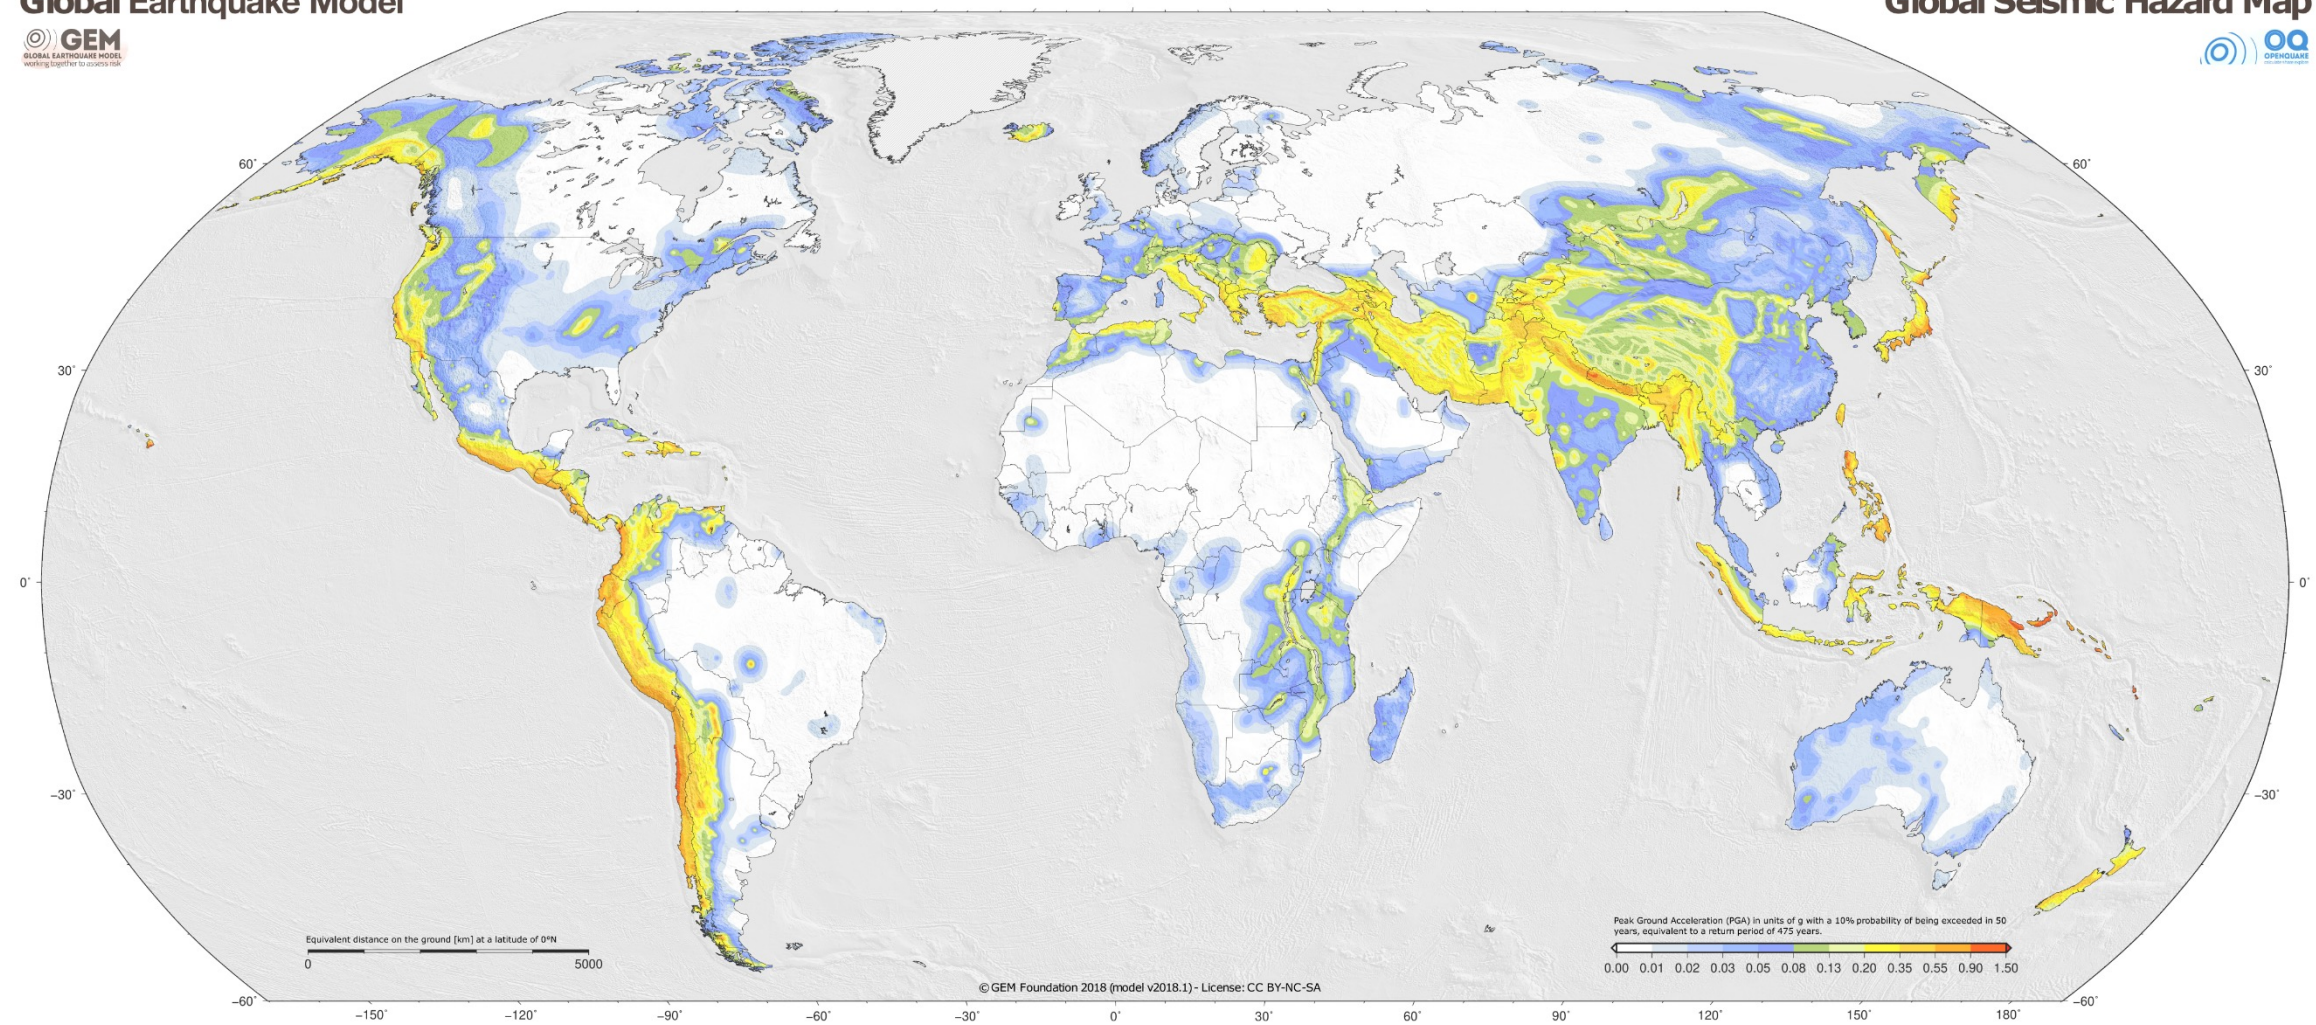 Global Earthquake Model
Global Seismic Hazard Map
GEM
GLOBAL EARTHQUAKE MODEL
working together to assess risk
OQ
OPENQUAKE
60°
60°
30°
30°
0°
0°
−30°
−30°
−60°
−60°
Equivalent distance on the ground [km] at a latitude of 0°N
0 5000
Peak Ground Acceleration (PGA) in units of g with a 10% probability of being exceeded in 50
years, equivalent to a return period of 475 years.
0.00 0.01 0.02 0.03 0.05 0.08 0.13 0.20 0.35 0.55 0.90 1.50
© GEM Foundation 2018 (model v2018.1) - License: CC BY-NC-SA
−150° −120° −90° −60° −30° 0° 30° 60° 90° 120° 150° 180°